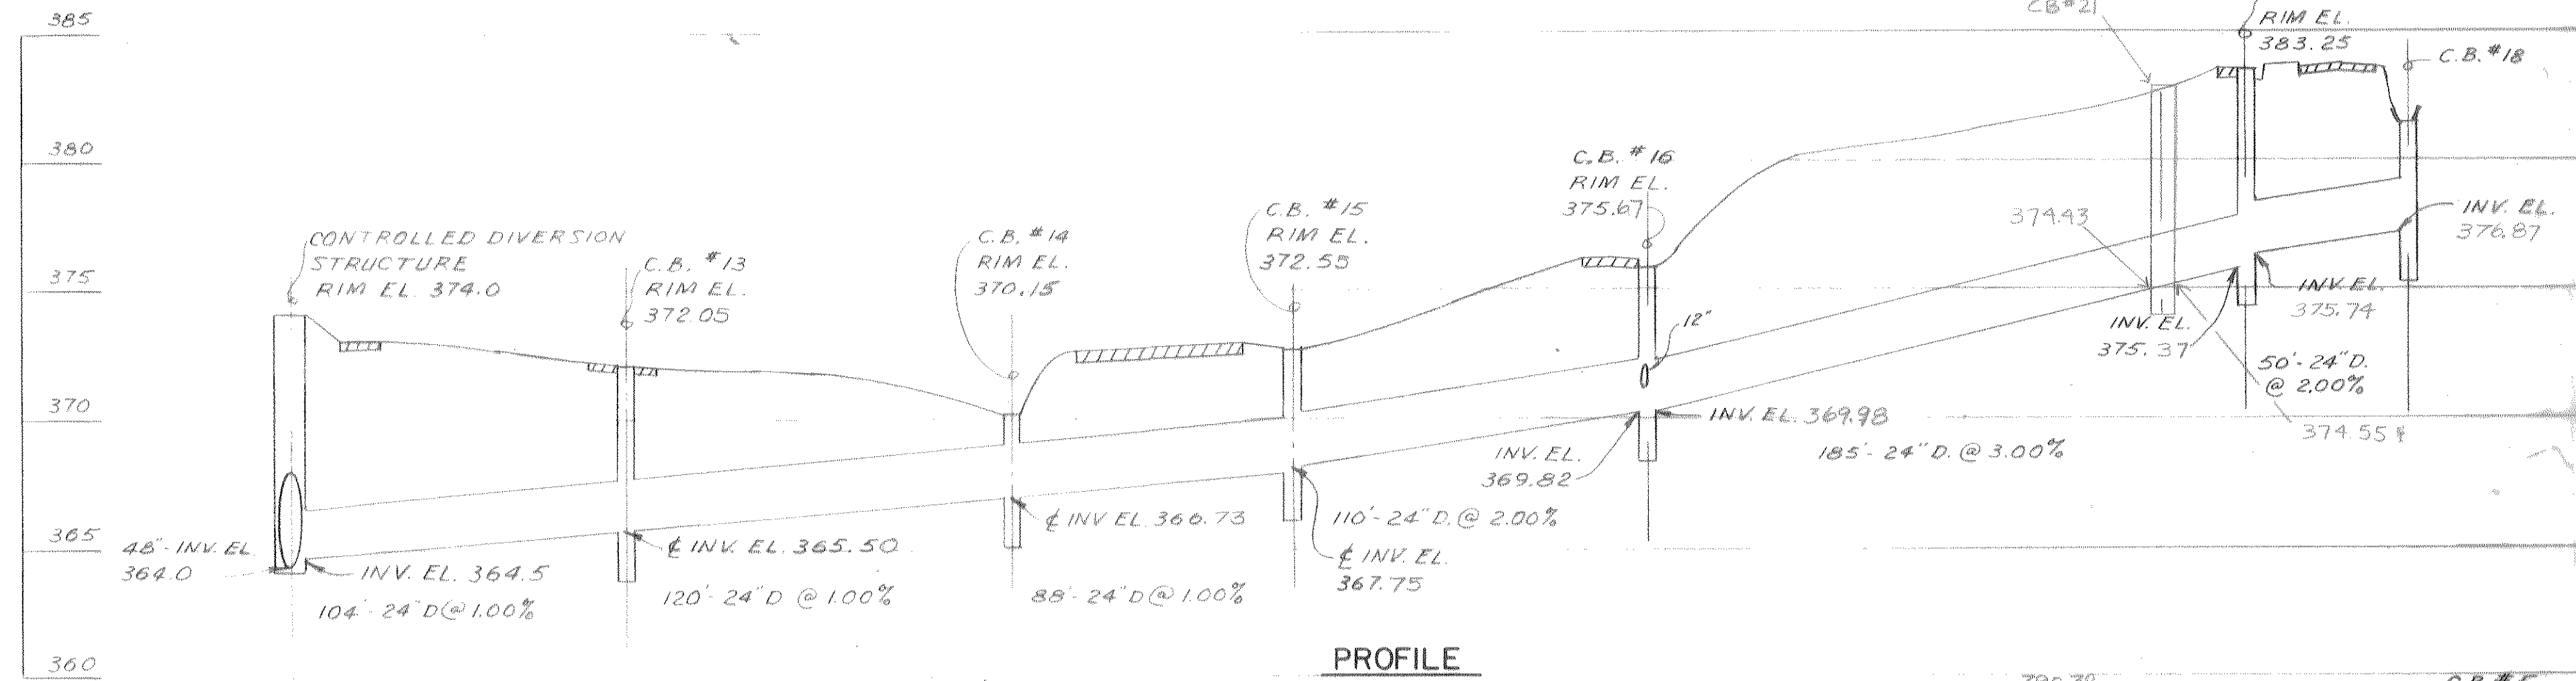 385
380
375
370
365
360
CONTROLLED DIVERSION
STRUCTURE
RIM EL. 374.0
48"-INV. EL.
364.0
INV. EL. 364.5
104'-24"D @ 1.00%
C.B. #13
RIM EL.
372.05
℄ INV. EL. 365.50
120'-24"D @ 1.00%
C.B. #14
RIM EL.
370.15
℄ INV EL. 366.73
88'-24"D @ 1.00%
C.B. #15
RIM EL.
372.55
110'-24"D. @ 2.00%
℄ INV. EL.
367.75
C.B. #16
RIM EL.
375.67
12"
INV. EL.
369.82
INV. EL. 369.98
185'-24"D. @ 3.00%
CB#21
374.43
RIM EL.
383.25
C.B. #18
INV. EL.
376.87
INV. EL.
375.74
INV. EL.
375.37
50'-24"D.
@ 2.00%
374.55
PROFILE